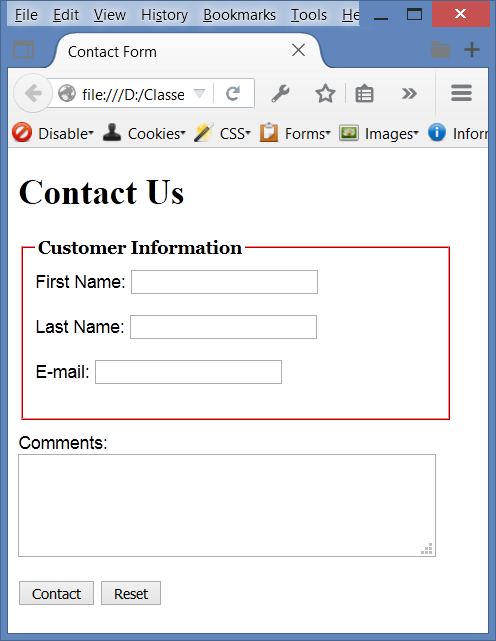 File Edit View History Bookmarks Tools He
Contact Form
file:///D:/Classe
Disable Cookies CSS Forms Images Inform
Contact Us
Customer Information
First Name:
Last Name:
E-mail:
Comments:
Contact Reset